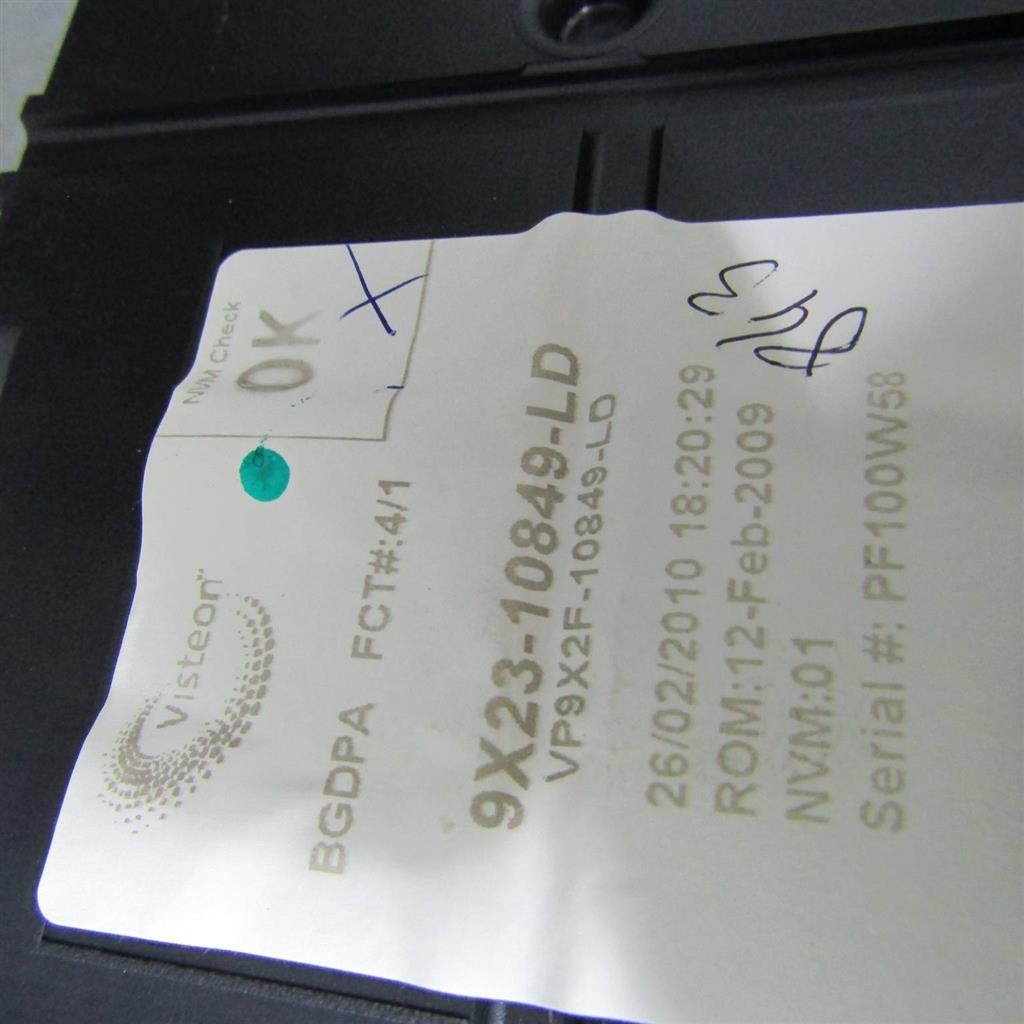 Visteon
NVM Check
OK
BGDPA FCT#:4/1
9X23-10849-LD
VP9X2F-10849-LD
26/02/2010 18:20:29
ROM:12-Feb-2009
NVM:01
Serial #: PF100W58